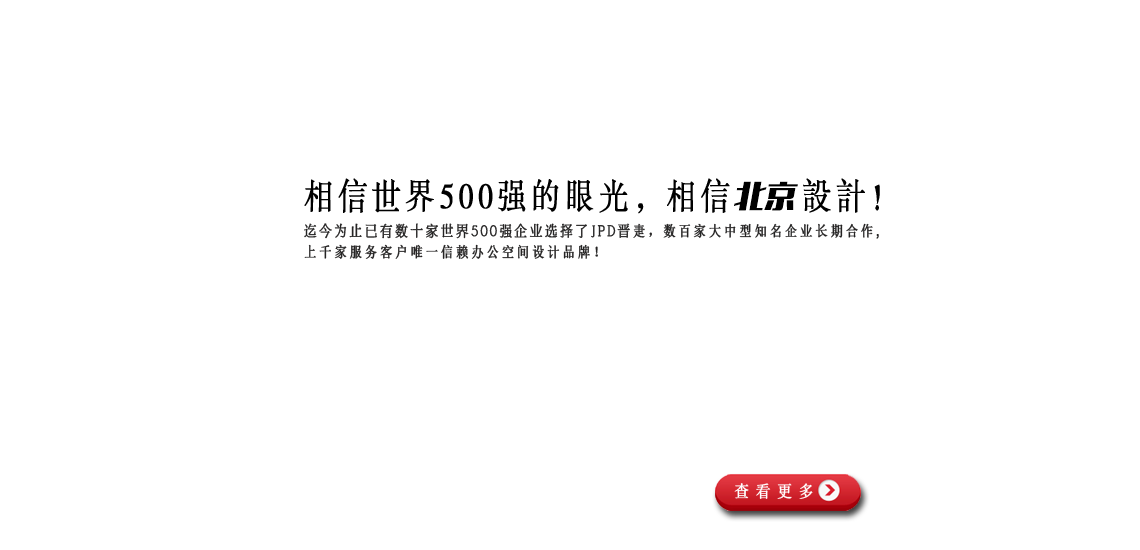 相信世界500强的眼光，相信北京設計！
迄今为止已有数十家世界500强企业选择了JPD晋走，数百家大中型知名企业长期合作,
上千家服务客户唯一信赖办公空间设计品牌！
查看更多